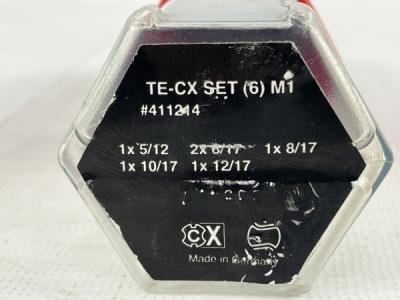 TE-CX SET (6) M1
#411214
1x 5/12 2x 6/17 1x 8/17
1x 10/17 1x 12/17
CX
Made in Germany